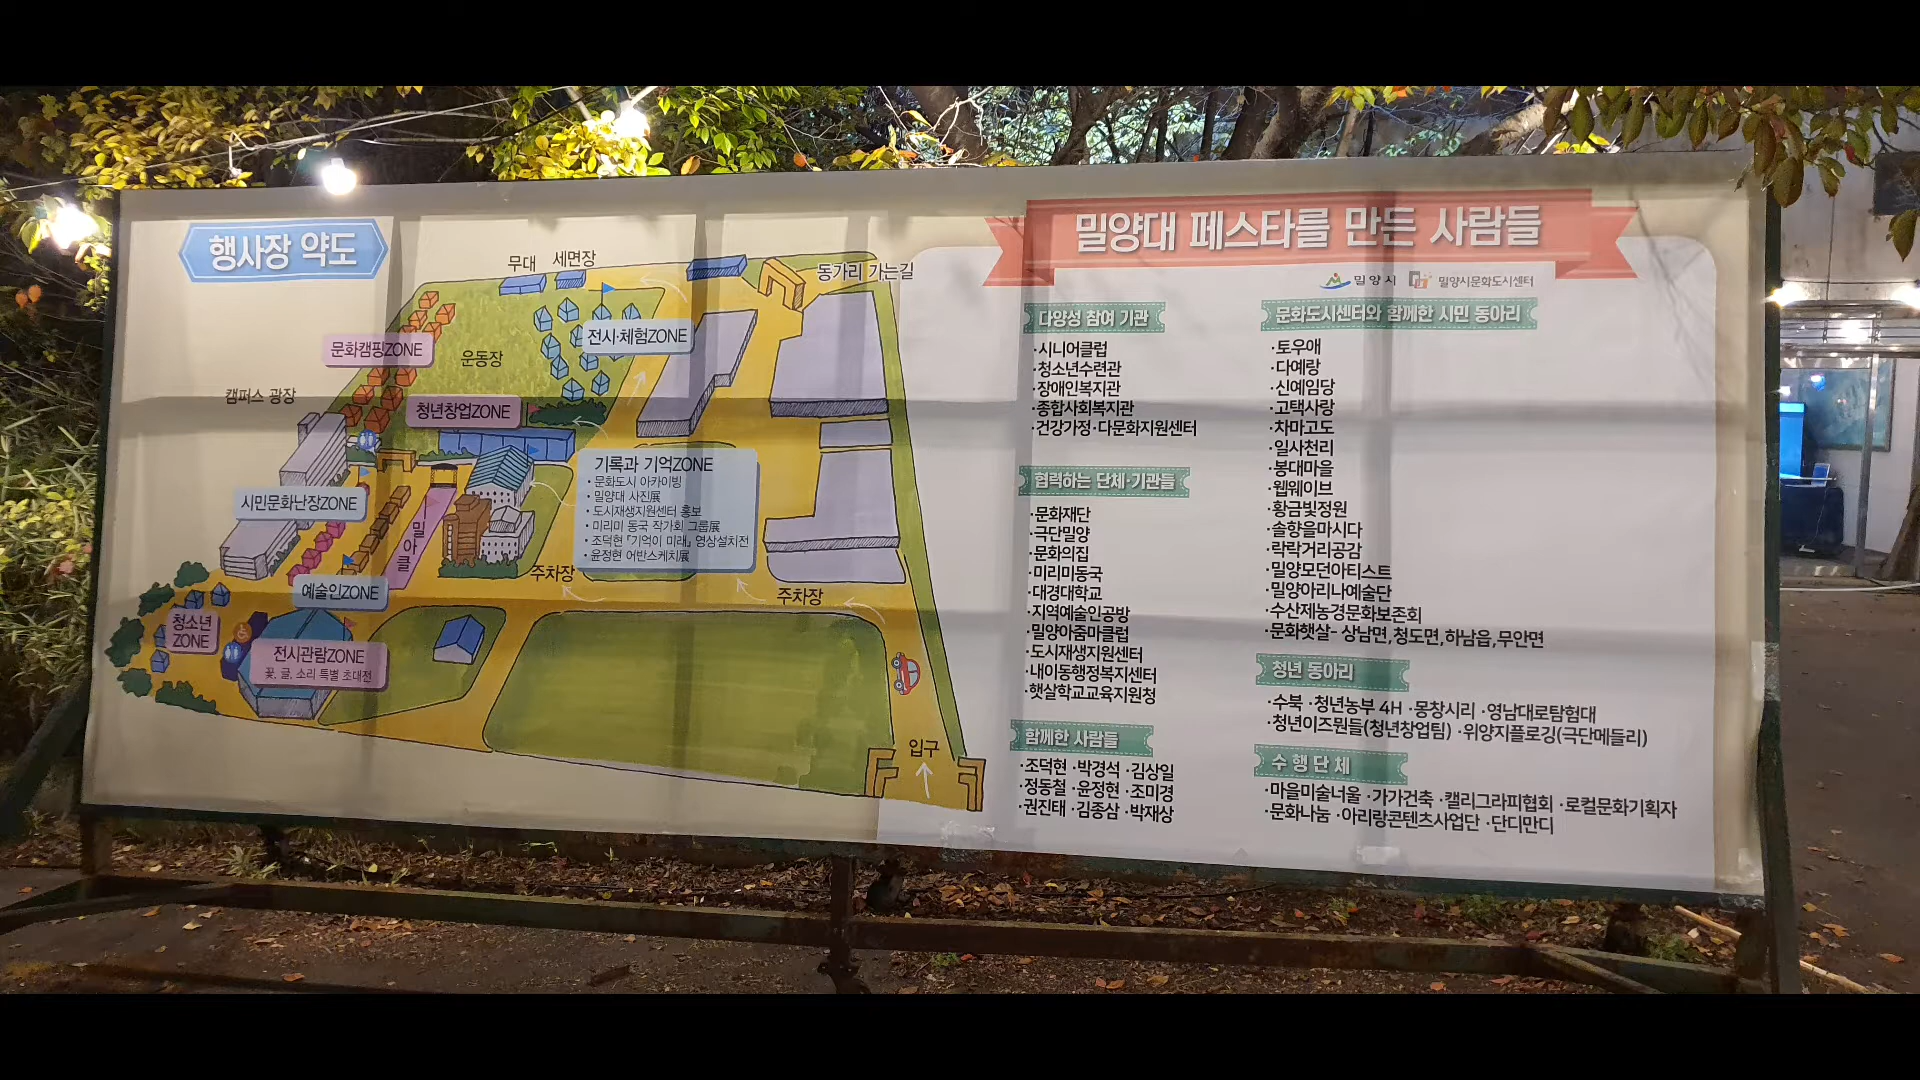 행사장 약도
무대
세면장
동가리 가는길
문화캠핑ZONE
전시·체험ZONE
운동장
캠퍼스 광장
청년창업ZONE
기록과 기억ZONE
• 문화도시 아카이빙
• 밀양대 사진展
• 도시재생지원센터 홍보
• 미리미 동국 작가회 그룹展
• 조덕현 「기억이 미래」 영상설치전
• 윤정현 어반스케치展
시민문화난장ZONE
밀
아
클
주차장
예술인ZONE
주차장
청소년
ZONE
전시관람ZONE
꽃, 글, 소리 특별 초대전
입구
밀양대 페스타를 만든 사람들
밀양시 밀양시문화도시센터
다양성 참여 기관
·시니어클럽
·청소년수련관
·장애인복지관
·종합사회복지관
·건강가정·다문화지원센터
협력하는 단체·기관들
·문화재단
·극단밀양
·문화의집
·미리미동국
·대경대학교
·지역예술인공방
·밀양아줌마클럽
·도시재생지원센터
·내이동행정복지센터
·햇살학교교육지원청
함께한 사람들
·조덕현 ·박경석 ·김상일
·정동철 ·윤정현 ·조미경
·권진태 ·김종삼 ·박재상
문화도시센터와 함께한 시민 동아리
·토우애
·다예랑
·신예임당
·고택사랑
·차마고도
·일사천리
·봉대마을
·웹웨이브
·황금빛정원
·솔향을마시다
·락락거리공감
·밀양모던아티스트
·밀양아리나예술단
·수산제농경문화보존회
·문화햇살- 상남면,청도면,하남읍,무안면
청년 동아리
·수북 ·청년농부 4H ·몽창시리 ·영남대로탐험대
·청년이즈뭔들(청년창업팀) ·위양지플로깅(극단메들리)
수 행 단 체
·마을미술너울 ·가가건축 ·캘리그라피협회 ·로컬문화기획자
·문화나눔 ·아리랑콘텐츠사업단 ·단디만디